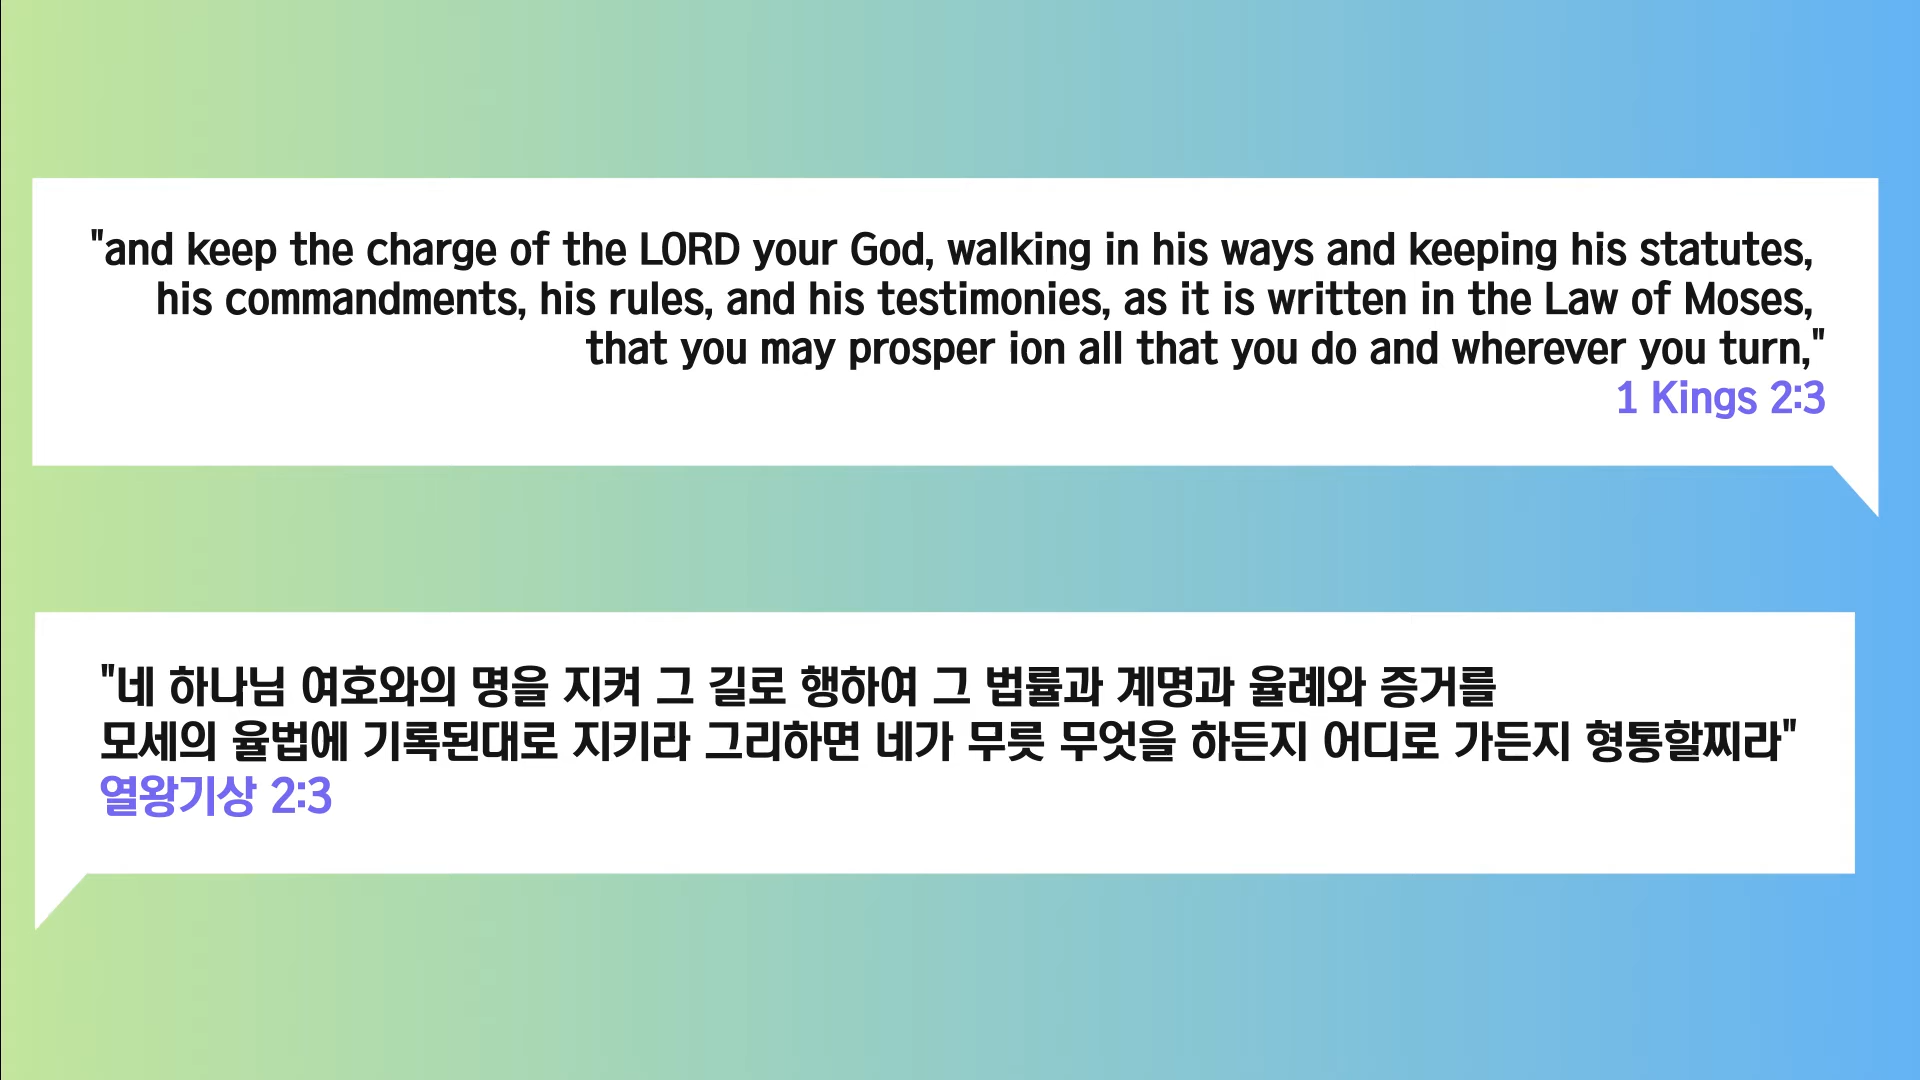 "and keep the charge of the LORD your God, walking in his ways and keeping his statutes,
his commandments, his rules, and his testimonies, as it is written in the Law of Moses,
that you may prosper ion all that you do and wherever you turn,"
1 Kings 2:3
"네 하나님 여호와의 명을 지켜 그 길로 행하여 그 법률과 계명과 율례와 증거를
모세의 율법에 기록된대로 지키라 그리하면 네가 무릇 무엇을 하든지 어디로 가든지 형통할찌라"
열왕기상 2:3